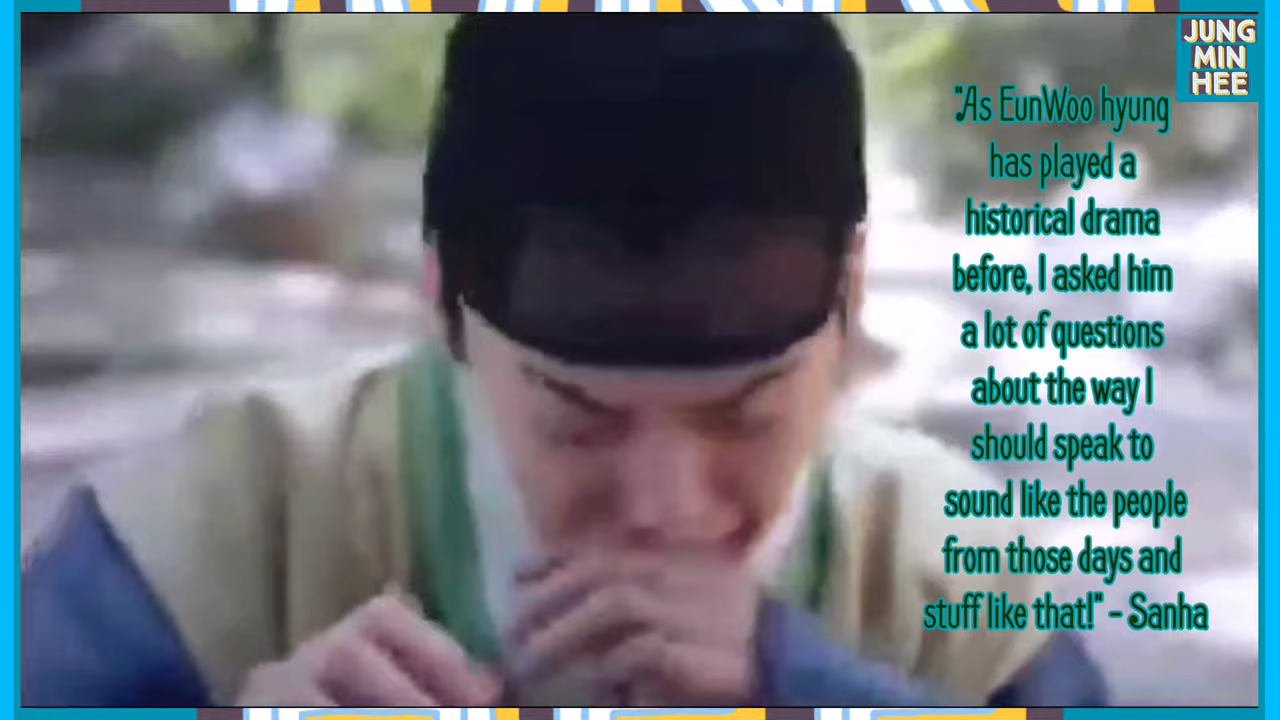 JUNG
MIN
HEE
"As EunWoo hyung
has played a
historical drama
before, I asked him
a lot of questions
about the way I
should speak to
sound like the people
from those days and
stuff like that!" - Sanha